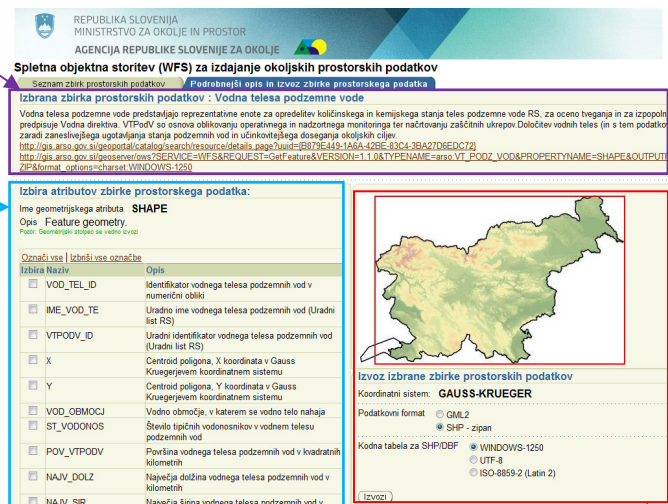 REPUBLIKA SLOVENIJA
MINISTRSTVO ZA OKOLJE IN PROSTOR
AGENCIJA REPUBLIKE SLOVENIJE ZA OKOLJE
Spletna objektna storitev (WFS) za izdajanje okoljskih prostorskih podatkov
Seznam zbirk prostorskih podatkov
Podrobnejši opis in izvoz zbirke prostorskega podatka
Izbrana zbirka prostorskih podatkov : Vodna telesa podzemne vode
Vodna telesa podzemne vode predstavljajo reprezentativne enote za opredelitev količinskega in kemijskega stanja teles podzemne vode RS, za oceno tveganja in za izpopoln
predpisuje Vodna direktiva. VTPodV so osnova oblikovanju operativnega in nadzornega monitoringa ter načrtovanju zaščitnih ukrepov.Določitev vodnih teles (in s tem podatko
zaradi zanesljivejšega ugotavljanja stanja podzemnih vod in učinkovitejšega doseganja okoljskih ciljev.
http://gis.arso.gov.si/geoportal/catalog/search/resource/details.page?uuid={B879E449-1A6A-42BE-83C4-3BA27D6EDC72}
http://gis.arso.gov.si/geoserver/ows?SERVICE=WFS&REQUEST=GetFeature&VERSION=1.1.0&TYPENAME=arso:VT_PODZ_VOD&PROPERTYNAME=SHAPE&OUTPUT
ZIP&format_options=charset:WINDOWS-1250
Izbira atributov zbirke prostorskega podatka:
Ime geometrijskega atributa SHAPE
Opis Feature geometry.
Pozor: Geometrijski stolpec se vedno izvozi
Označi vse | Izbriši vse označbe
Izbira Naziv Opis
VOD_TEL_ID Identifikator vodnega telesa podzemnih vod v
numerični obliki
IME_VOD_TE Uradno ime vodnega telesa podzemnih vod (Uradni
list RS)
VTPODV_ID Uradni identifikator vodnega telesa podzemnih vod
(Uradni list RS)
X Centroid poligona, X koordinata v Gauss
Kruegerjevem koordinatnem sistemu
Y Centroid poligona, Y koordinata v Gauss
Kruegerjevem koordinatnem sistemu
VOD_OBMOCJ Vodno območje, v katerem se vodno telo nahaja
ST_VODONOS Število tipičnih vodonosnikov v vodnem telesu
podzemnih vod
POV_VTPODV Površina vodnega telesa podzemnih vod v kvadratnih
kilometrih
NAJV_DOLZ Največja dolžina vodnega telesa podzemnih vod v
kilometrih
NAJV_SIR Največja širina vodnega telesa podzemnih vod v
Izvoz izbrane zbirke prostorskih podatkov
Koordinatni sistem: GAUSS-KRUEGER
Podatkovni format GML2
SHP - zipan
Kodna tabela za SHP/DBF WINDOWS-1250
UTF-8
ISO-8859-2 (Latin 2)
Izvozi